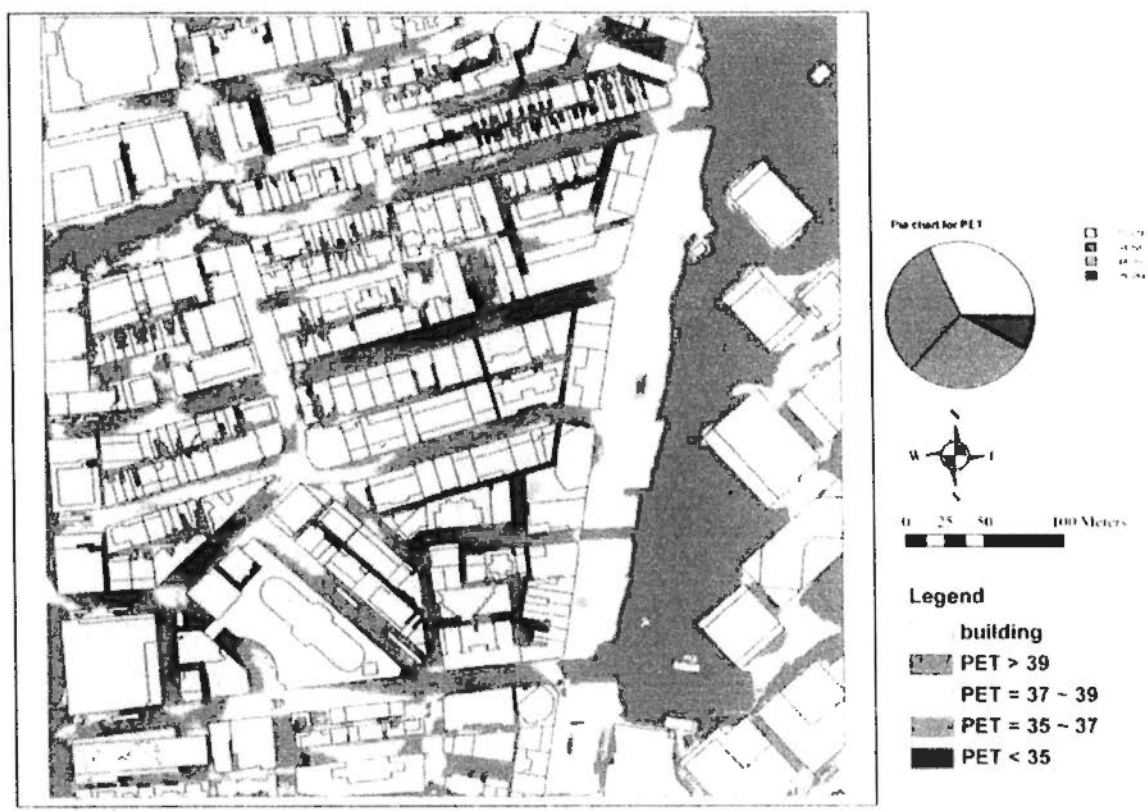 Pie chart for PET
W
0 25 50 100 Meters
Legend
building
PET > 39
PET = 37 ~ 39
PET = 35 ~ 37
PET < 35